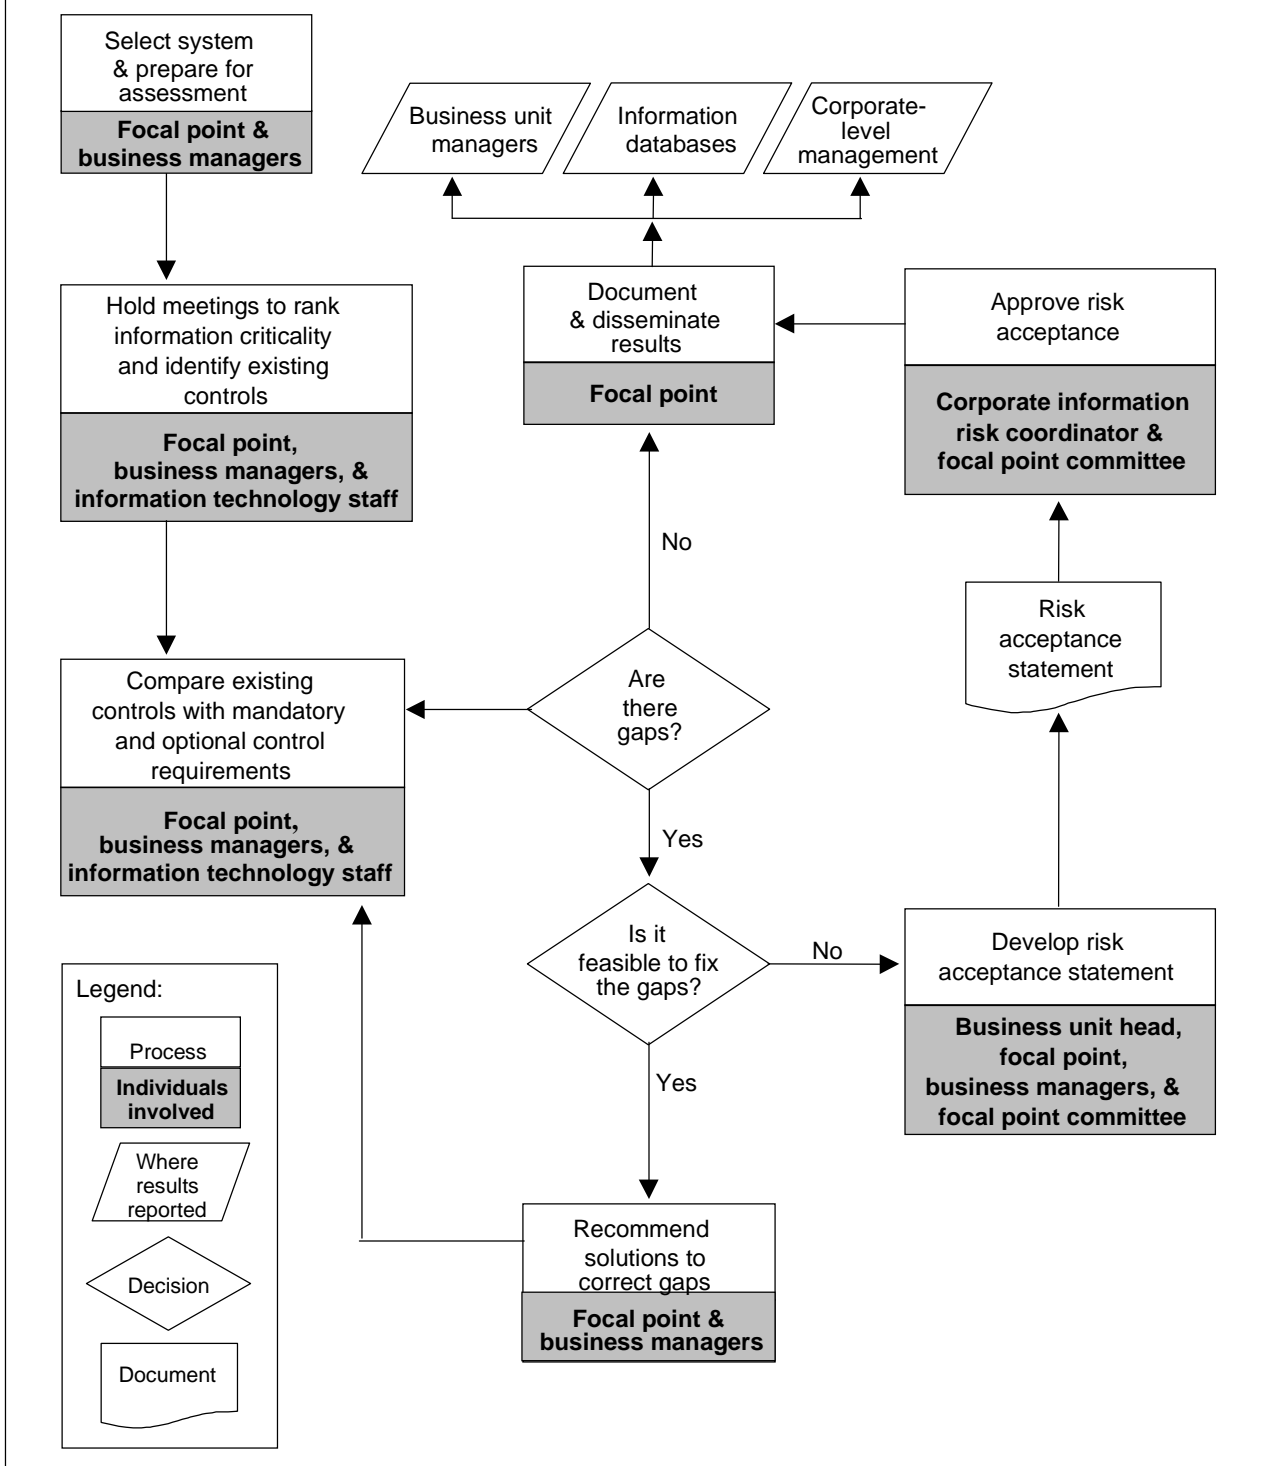 Select system
& prepare for
assessment
Focal point &
business managers
Business unit
managers
Information
databases
Corporate-
level
management
Hold meetings to rank
information criticality
and identify existing
controls
Focal point,
business managers, &
information technology staff
Document
& disseminate
results
Focal point
Approve risk
acceptance
Corporate information
risk coordinator &
focal point committee
No
Risk
acceptance
statement
Compare existing
controls with mandatory
and optional control
requirements
Focal point,
business managers, &
information technology staff
Are
there
gaps?
Yes
Is it
feasible to fix
the gaps?
No
Develop risk
acceptance statement
Business unit head,
focal point,
business managers, &
focal point committee
Yes
Recommend
solutions to
correct gaps
Focal point &
business managers
Legend:
Process
Individuals
involved
Where
results
reported
Decision
Document